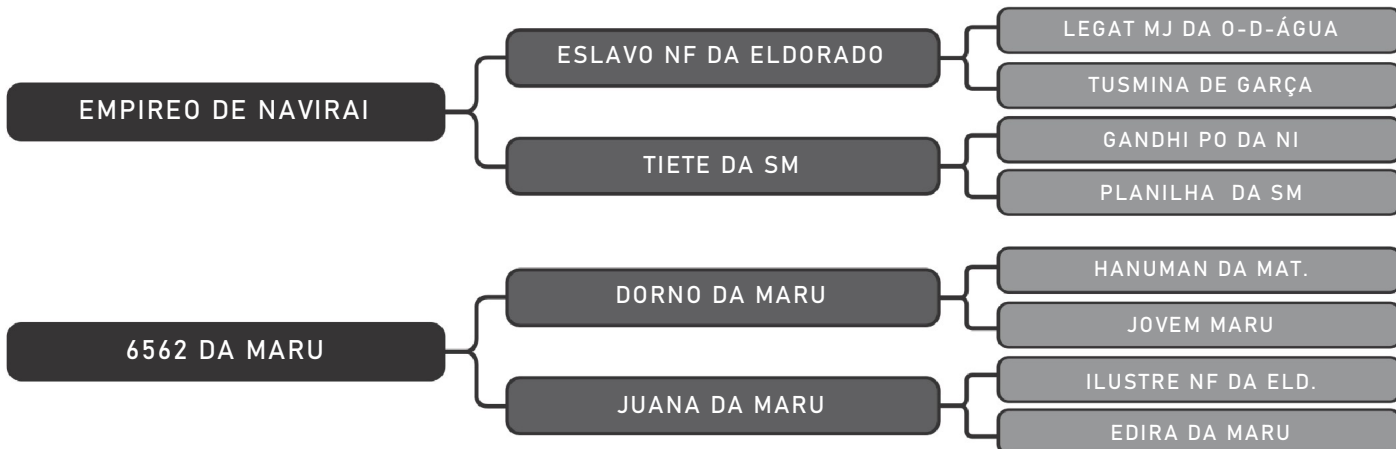 LEGAT MJ DA O-D-ÁGUA
ESLAVO NF DA ELDORADO
TUSMINA DE GARÇA
EMPIREO DE NAVIRAI
GANDHI PO DA NI
TIETE DA SM
PLANILHA DA SM
HANUMAN DA MAT.
DORNO DA MARU
JOVEM MARU
6562 DA MARU
ILUSTRE NF DA ELD.
JUANA DA MARU
EDIRA DA MARU